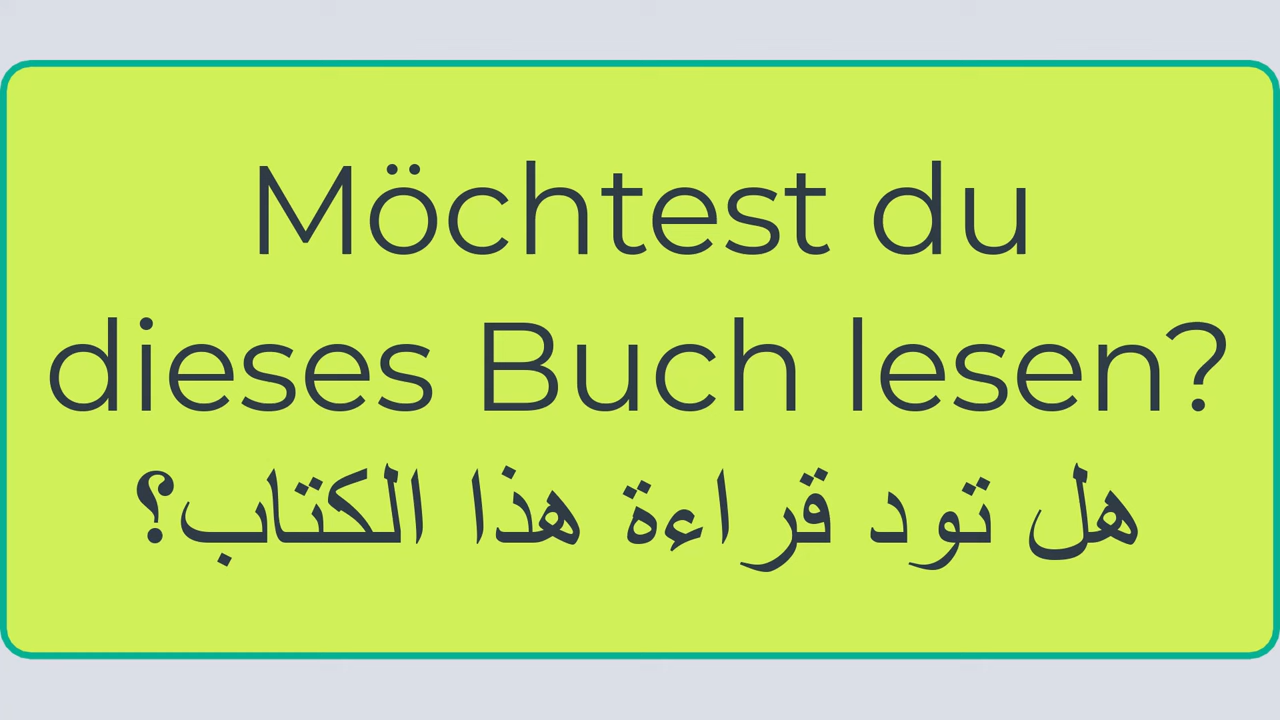 Möchtest du
dieses Buch lesen?
هل تود قراءة هذا الكتاب؟